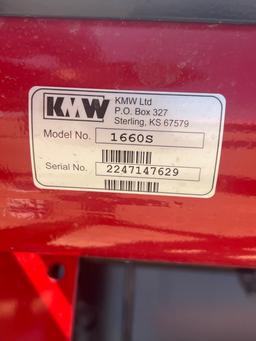 KMW
KMW Ltd
P.O. Box 327
Sterling, KS 67579
Model No. 1660S
Serial No. 2247147629